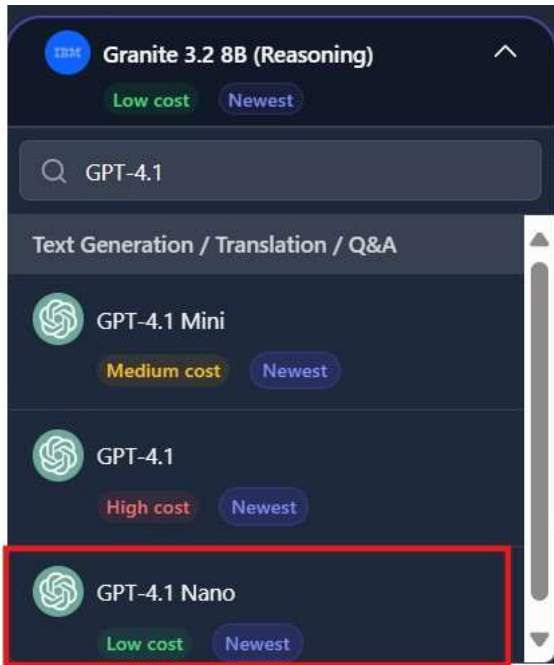 IBM
Granite 3.2 8B (Reasoning)
Low cost Newest
GPT-4.1
Text Generation / Translation / Q&A
GPT-4.1 Mini
Medium cost Newest
GPT-4.1
High cost Newest
GPT-4.1 Nano
Low cost Newest